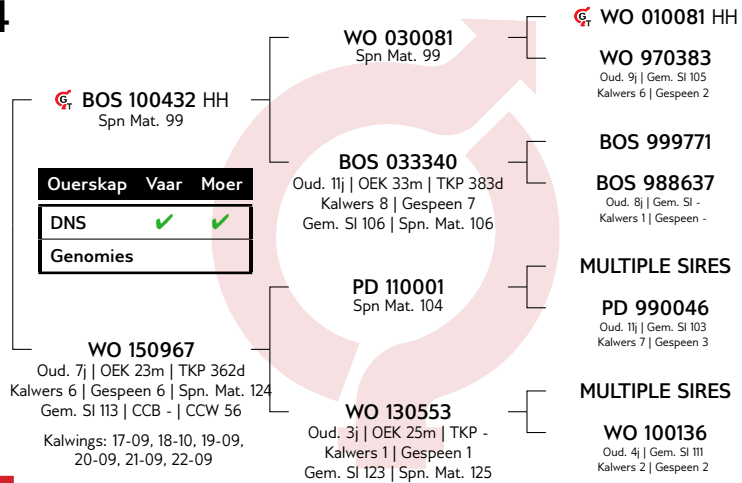 4
BOS 100432 HH
Spn Mat. 99
Ouerskap Vaar Moer
DNS ✔ ✔
Genomies
WO 150967
Oud. 7j | OEK 23m | TKP 362d
Kalwers 6 | Gespeen 6 | Spn. Mat. 124
Gem. SI 113 | CCB - | CCW 56
Kalwings: 17-09, 18-10, 19-09,
20-09, 21-09, 22-09
WO 030081
Spn Mat. 99
BOS 033340
Oud. 11j | OEK 33m | TKP 383d
Kalwers 8 | Gespeen 7
Gem. SI 106 | Spn. Mat. 106
PD 110001
Spn Mat. 104
WO 130553
Oud. 3j | OEK 25m | TKP -
Kalwers 1 | Gespeen 1
Gem. SI 123 | Spn. Mat. 125
WO 010081 HH
WO 970383
Oud. 9j | Gem. SI 105
Kalwers 6 | Gespeen 2
BOS 999771
BOS 988637
Oud. 8j | Gem. SI -
Kalwers 1 | Gespeen -
MULTIPLE SIRES
PD 990046
Oud. 11j | Gem. SI 103
Kalwers 7 | Gespeen 3
MULTIPLE SIRES
WO 100136
Oud. 4j | Gem. SI 111
Kalwers 2 | Gespeen 2